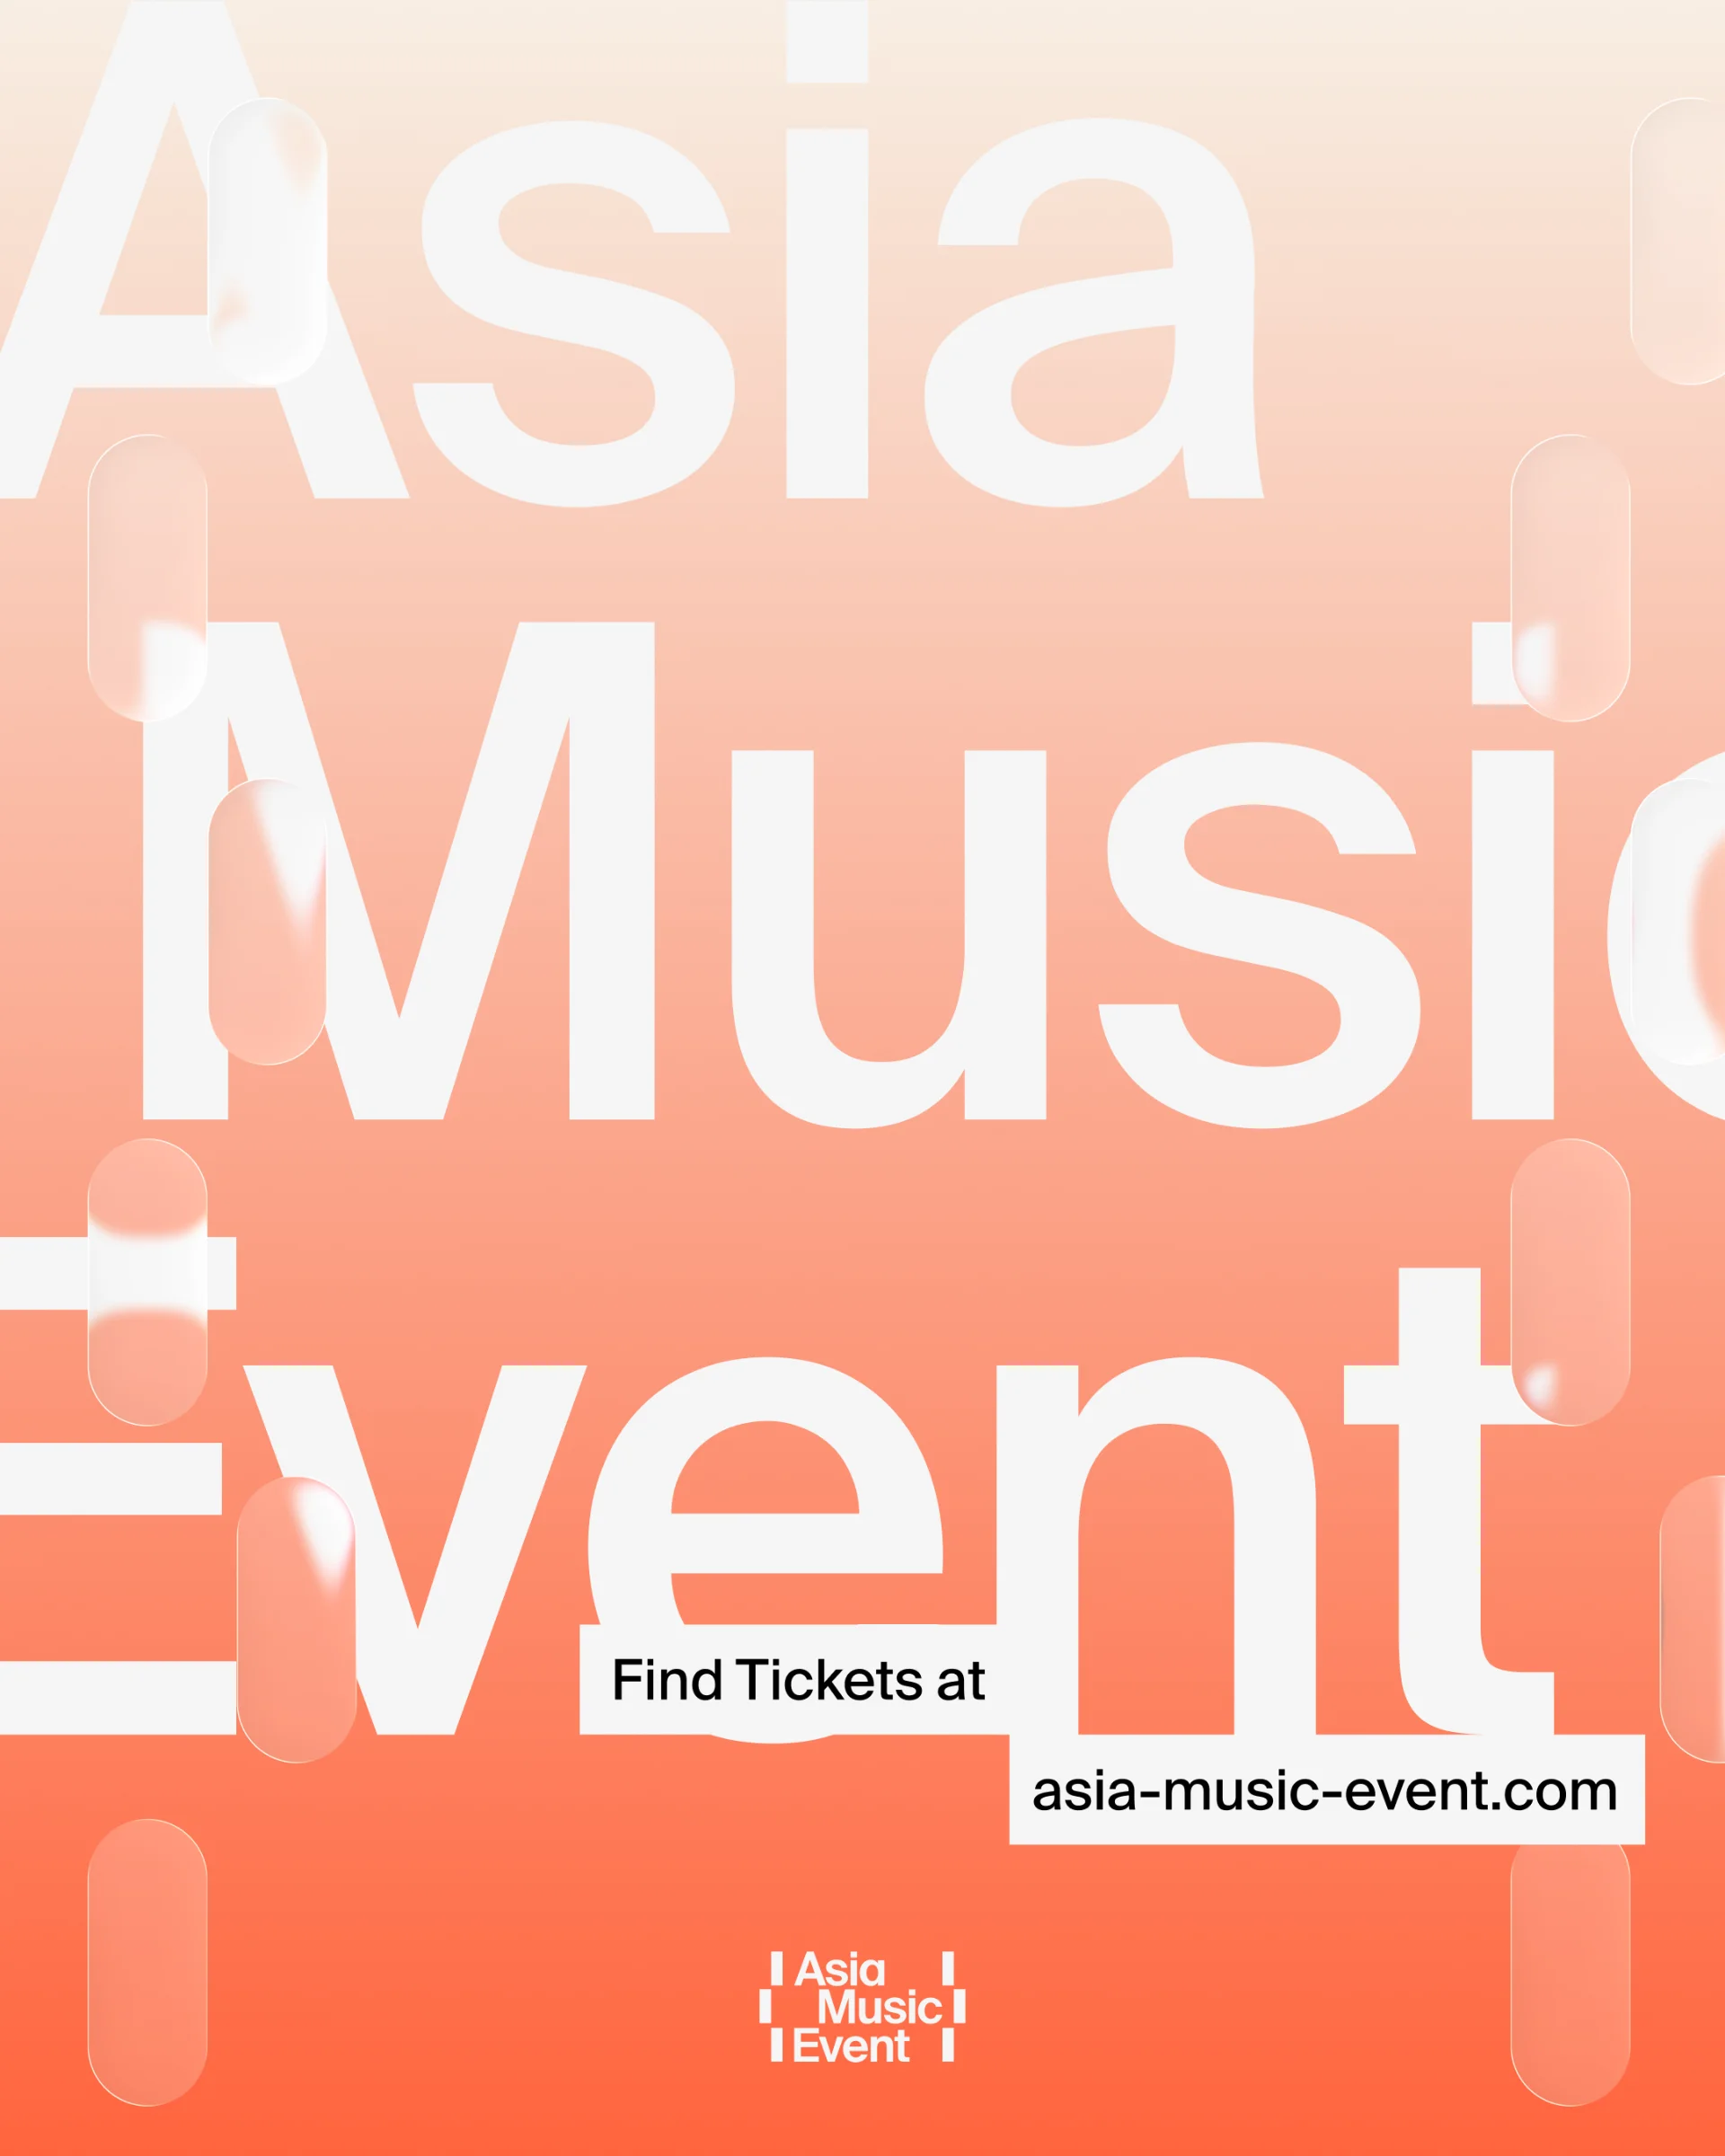 Asia
Music
Event
Find Tickets at
asia-music-event.com
Asia
Music
Event